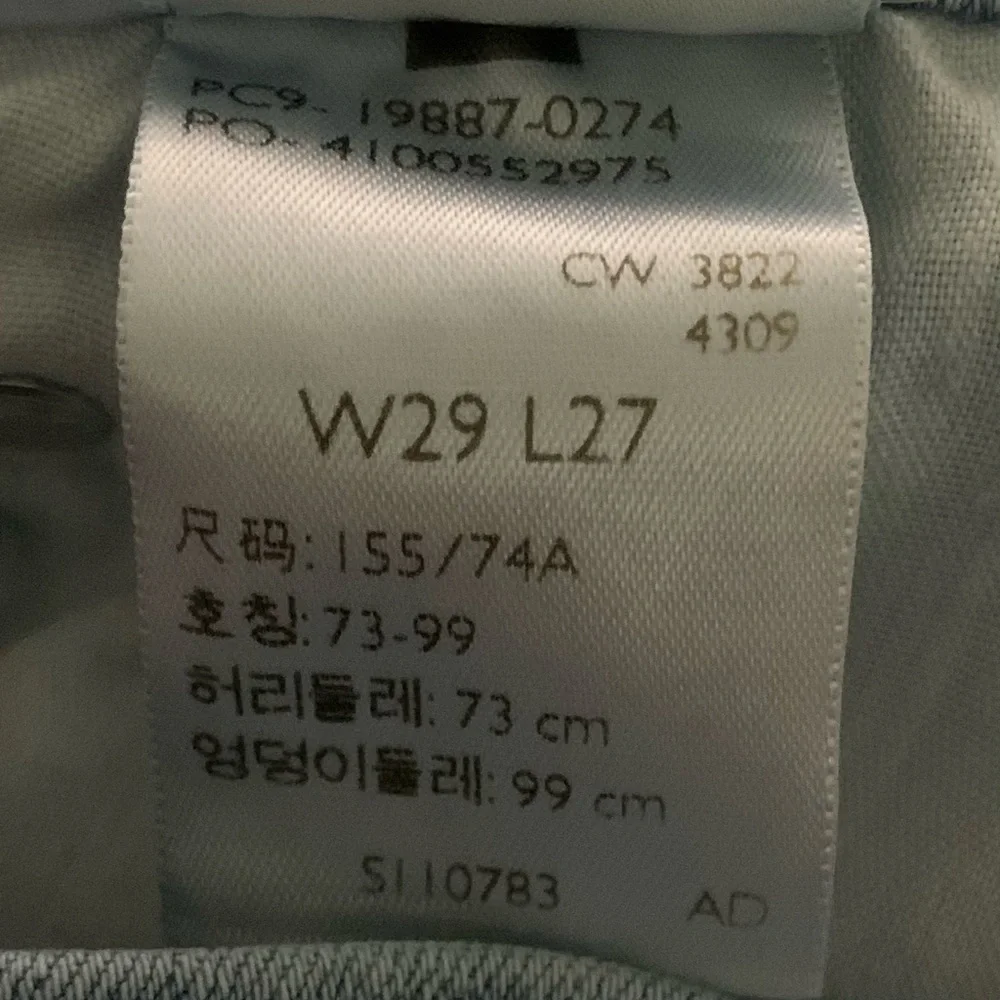 PC9- 19887-0274
PO- 4100552975
CW 3822
4309
W29 L27
尺码: 155/74A
호칭: 73-99
허리둘레: 73 cm
엉덩이둘레: 99 cm
S110783 AD